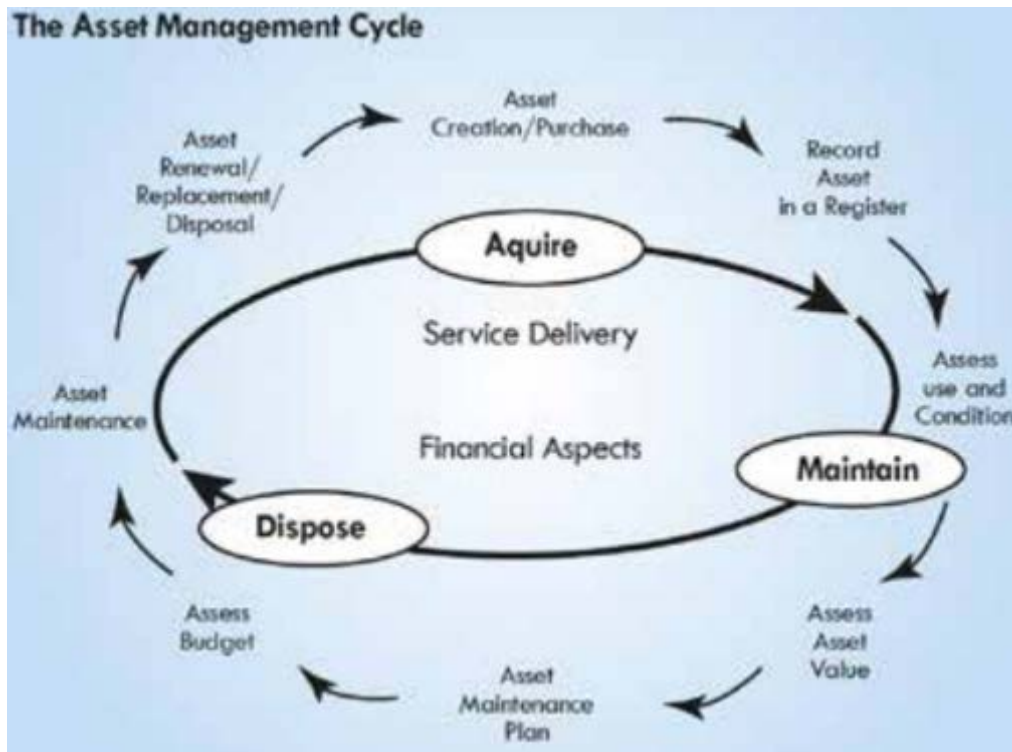 The Asset Management Cycle
Asset
Creation/Purchase
Record
Asset
in a Register
Assess
use and
Condition
Assess
Asset
Value
Asset
Maintenance
Plan
Assess
Budget
Asset
Maintenance
Asset
Renewal/
Replacement/
Disposal
Aquire
Service Delivery
Financial Aspects
Maintain
Dispose